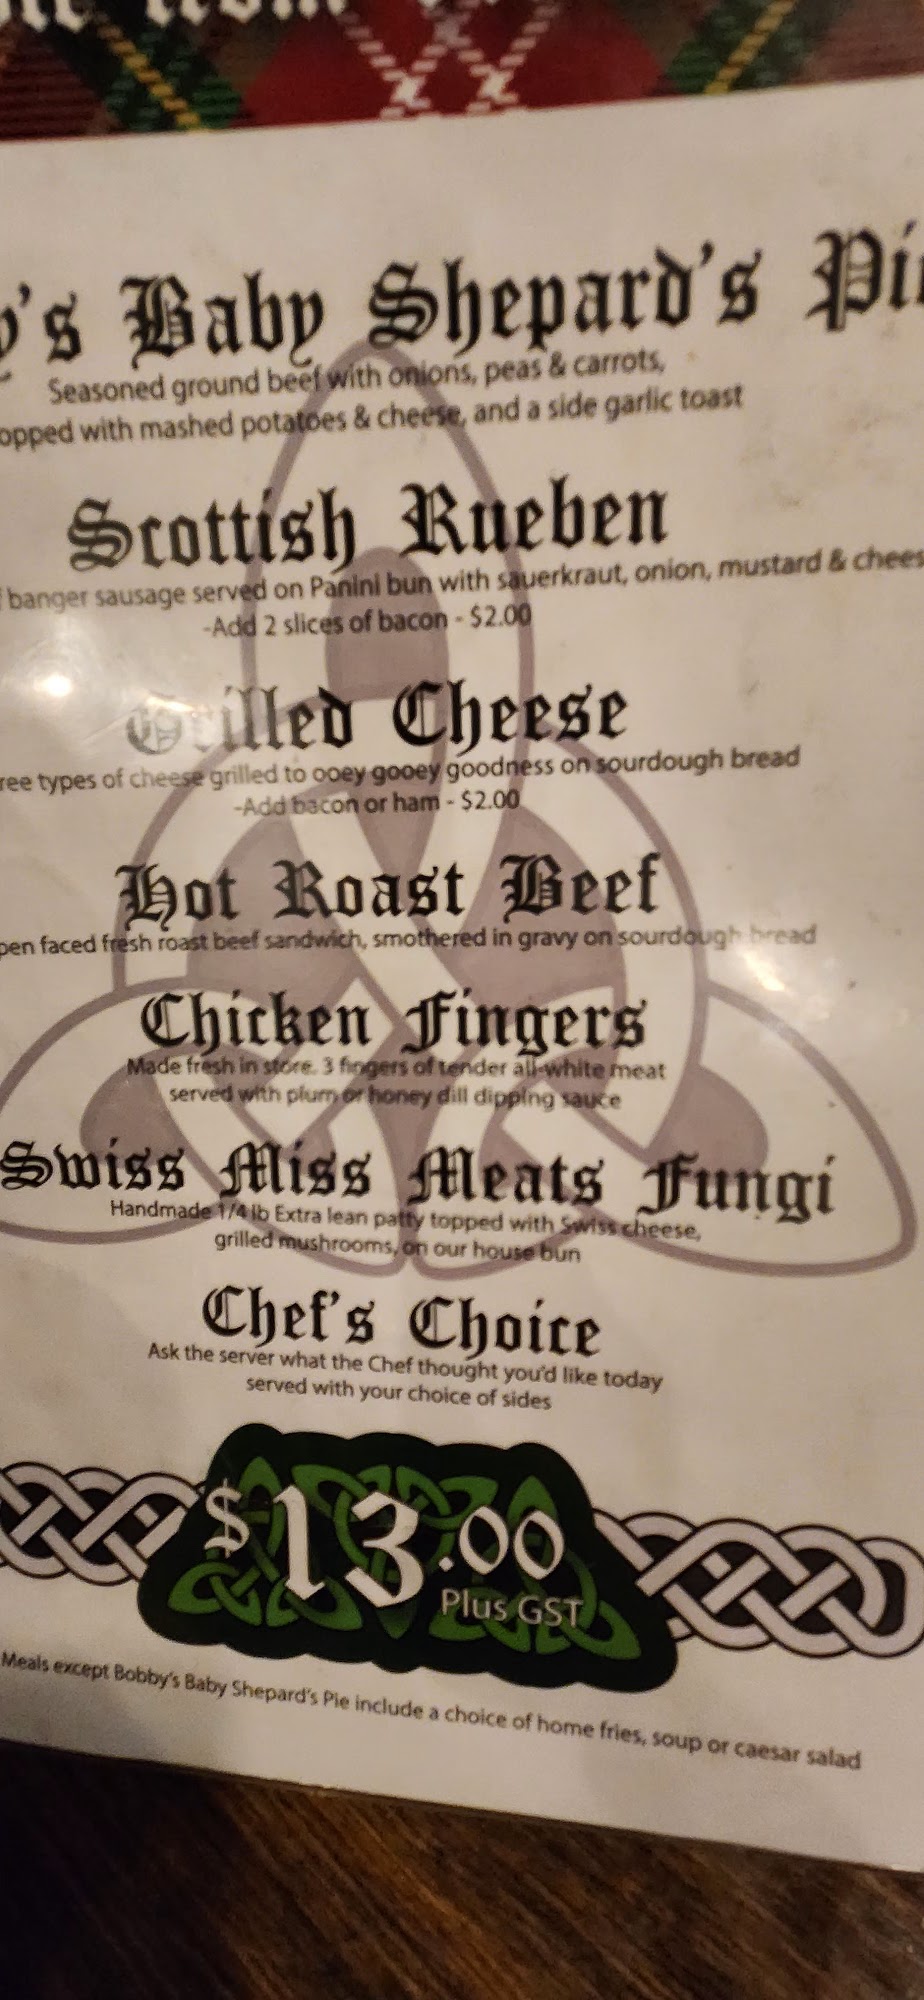 's Baby Shepard's
Seasoned ground beef with onions, peas & carrots,
opped with mashed potatoes & cheese, and a side garlic toast
Scottish Rueben
banger sausage served on Panini bun with sauerkraut, onion, mustard & chees
-Add 2 slices of bacon - $2.00
Grilled Cheese
ree types of cheese grilled to ooey gooey goodness on sourdough bread
-Add bacon or ham - $2.00
Hot Roast Beef
pen faced fresh roast beef sandwich, smothered in gravy on sourdough bread
Chicken Fingers
Made fresh in store. 3 fingers of tender all-white meat
served with plum or honey dill dipping sauce
Swiss Miss Meats Fungi
Handmade 1/4 lb Extra lean patty topped with Swiss cheese,
grilled mushrooms, on our house bun
Chef's Choice
Ask the server what the Chef thought you'd like today
served with your choice of sides
$13.00
Plus GST
Meals except Bobby's Baby Shepard's Pie include a choice of home fries, soup or caesar salad